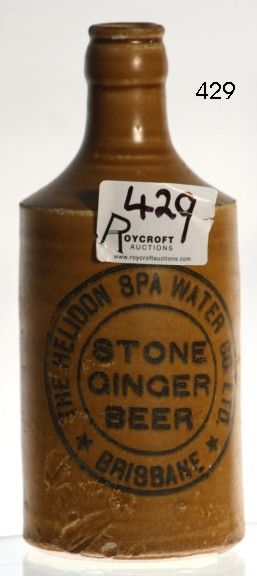 429
429
ROYCROFT
AUCTIONS
www.roycroftauctions.com
THE HELIDON SPA WATER CO. LTD.
STONE
GINGER
BEER
★ BRISBANE ★